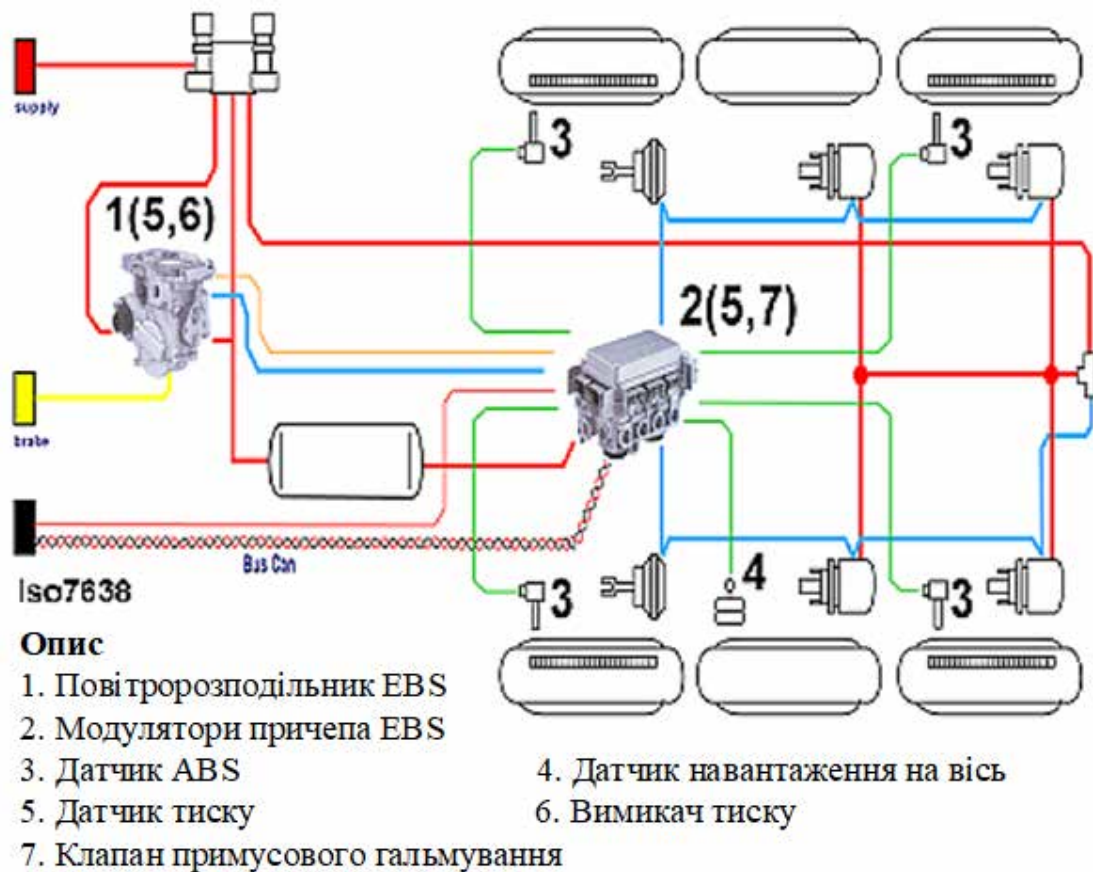 supply
3
3
1(5,6)
2(5,7)
brake
Bus Can
Iso7638
3
4
3
Опис
1. Повітророзподільник EBS
2. Модулятори причепа EBS
3. Датчик ABS
4. Датчик навантаження на вісь
5. Датчик тиску
6. Вимикач тиску
7. Клапан примусового гальмування